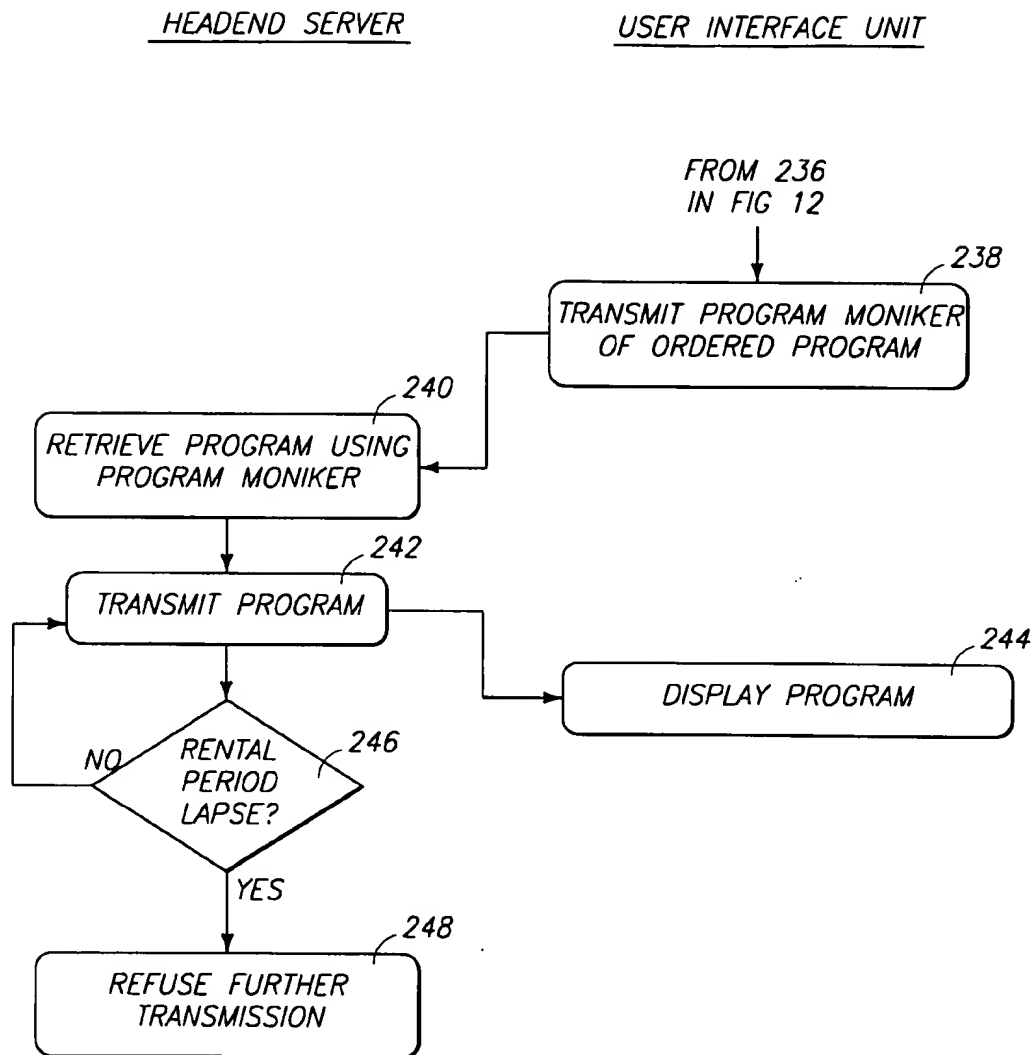 HEADEND SERVER
USER INTERFACE UNIT
FROM 236
IN FIG 12
238
TRANSMIT PROGRAM MONIKER
OF ORDERED PROGRAM
240
RETRIEVE PROGRAM USING
PROGRAM MONIKER
242
TRANSMIT PROGRAM
244
DISPLAY PROGRAM
NO
RENTAL
PERIOD
LAPSE?
246
YES
248
REFUSE FURTHER
TRANSMISSION